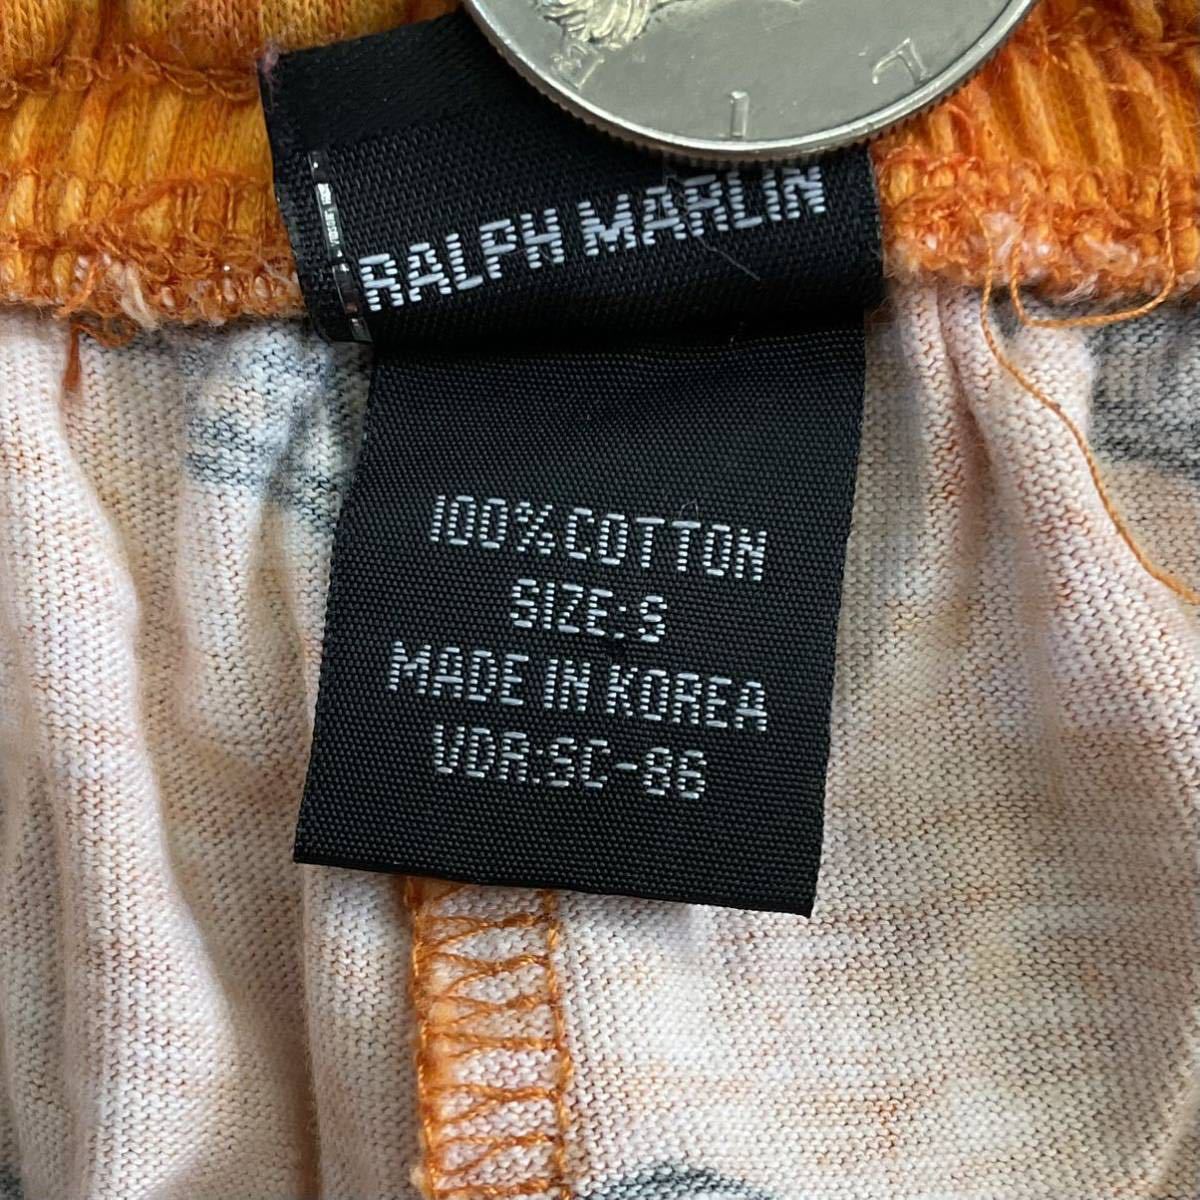 RALPH MARLIN
100% COTTON
SIZE: S
MADE IN KOREA
VDR: SC-86